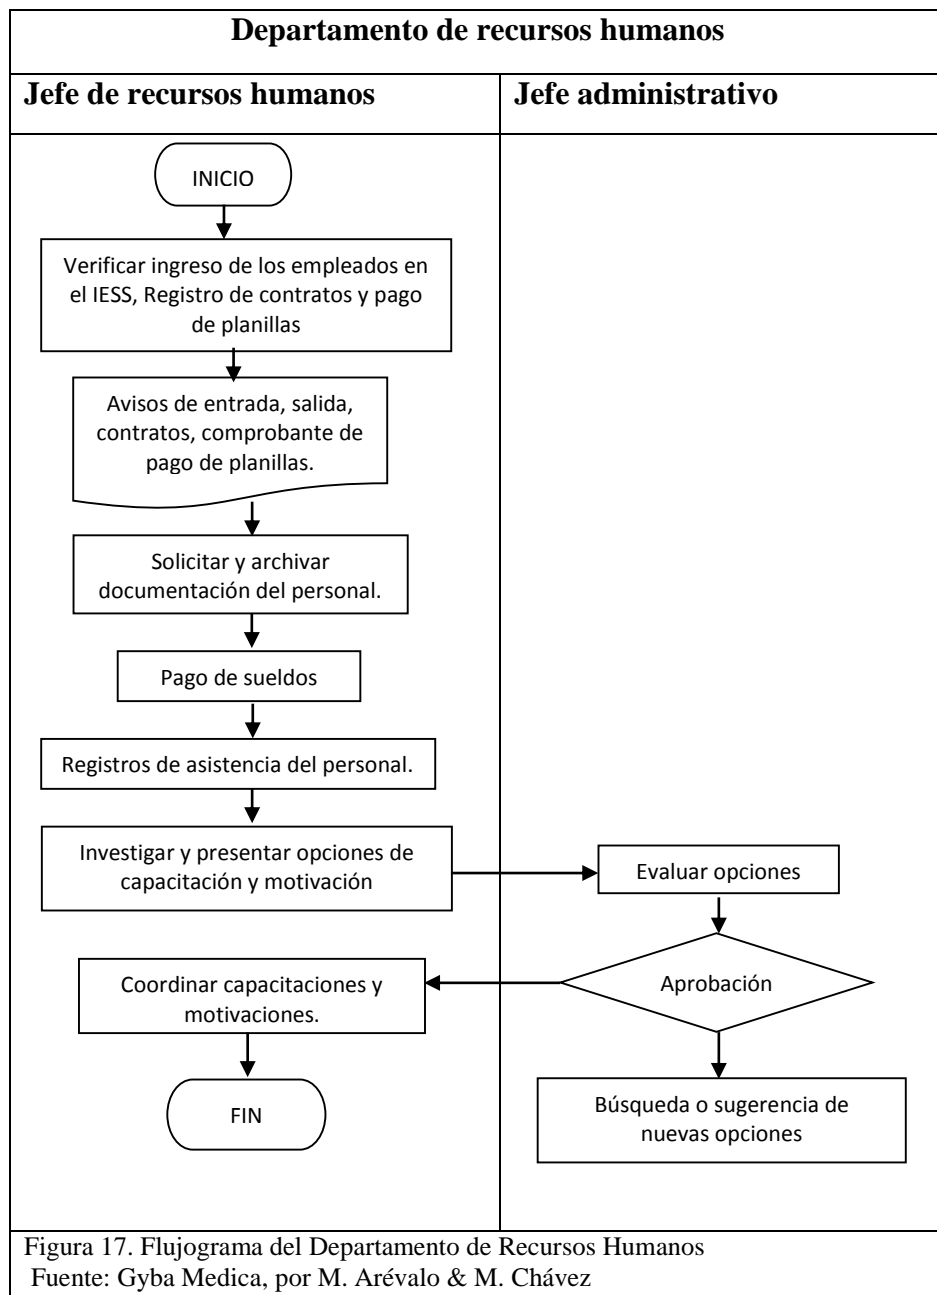 Departamento de recursos humanos
Jefe de recursos humanos
Jefe administrativo
INICIO
Verificar ingreso de los empleados en
el IESS, Registro de contratos y pago
de planillas
Avisos de entrada, salida,
contratos, comprobante de
pago de planillas.
Solicitar y archivar
documentación del personal.
Pago de sueldos
Registros de asistencia del personal.
Investigar y presentar opciones de
capacitación y motivación
Evaluar opciones
Aprobación
Coordinar capacitaciones y
motivaciones.
FIN
Búsqueda o sugerencia de
nuevas opciones
Figura 17. Flujograma del Departamento de Recursos Humanos
Fuente: Gyba Medica, por M. Arévalo & M. Chávez